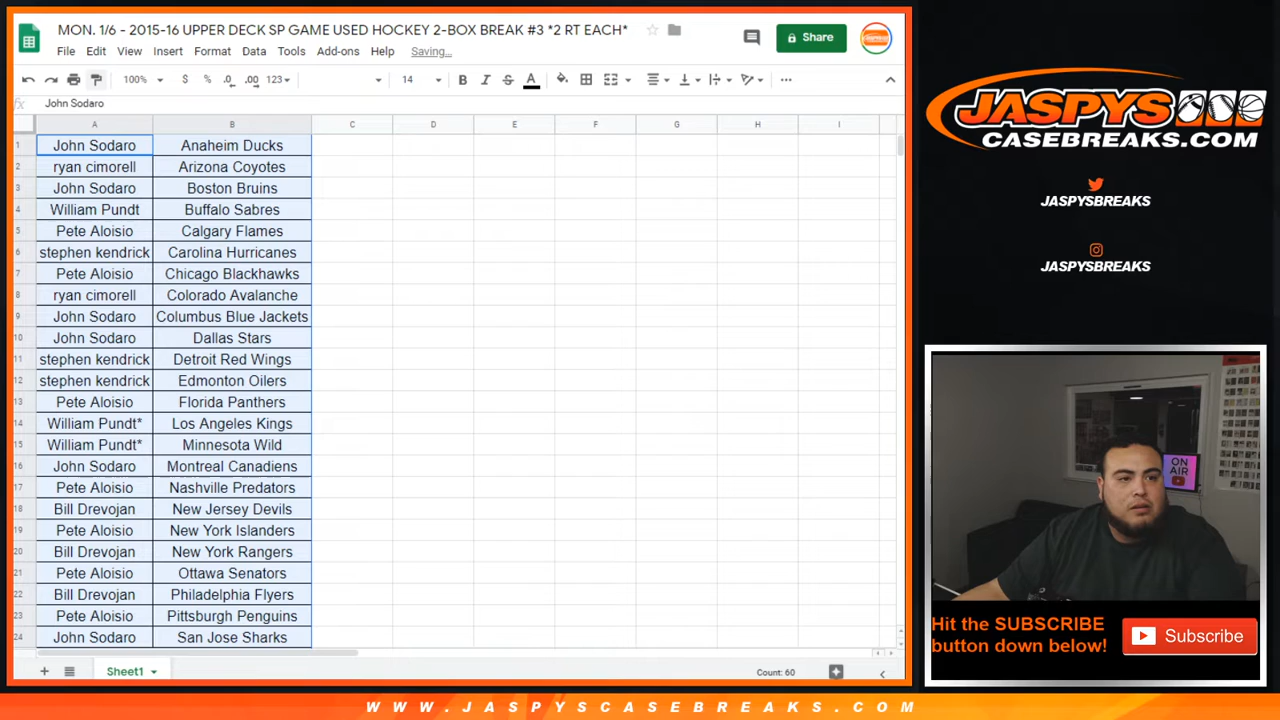 MON. 1/6 - 2015-16 UPPER DECK SP GAME USED HOCKEY 2-BOX BREAK #3 *2 RT EACH*
File Edit View Insert Format Data Tools Add-ons Help Saving...
Share
100% $ % .0 .00 123 14 B I S A
fx John Sodaro
A B C D E F G H I
1 John Sodaro Anaheim Ducks
2 ryan cimorell Arizona Coyotes
3 John Sodaro Boston Bruins
4 William Pundt Buffalo Sabres
5 Pete Aloisio Calgary Flames
6 stephen kendrick Carolina Hurricanes
7 Pete Aloisio Chicago Blackhawks
8 ryan cimorell Colorado Avalanche
9 John Sodaro Columbus Blue Jackets
10 John Sodaro Dallas Stars
11 stephen kendrick Detroit Red Wings
12 stephen kendrick Edmonton Oilers
13 Pete Aloisio Florida Panthers
14 William Pundt* Los Angeles Kings
15 William Pundt* Minnesota Wild
16 John Sodaro Montreal Canadiens
17 Pete Aloisio Nashville Predators
18 Bill Drevojan New Jersey Devils
19 Pete Aloisio New York Islanders
20 Bill Drevojan New York Rangers
21 Pete Aloisio Ottawa Senators
22 Bill Drevojan Philadelphia Flyers
23 Pete Aloisio Pittsburgh Penguins
24 John Sodaro San Jose Sharks
Sheet1
Count: 60
JASPYS
CASEBREAKS.COM
JASPYSBREAKS
JASPYSBREAKS
ON
AIR
Hit the SUBSCRIBE
button down below!
Subscribe
WWW.JASPYSCASEBREAKS.COM